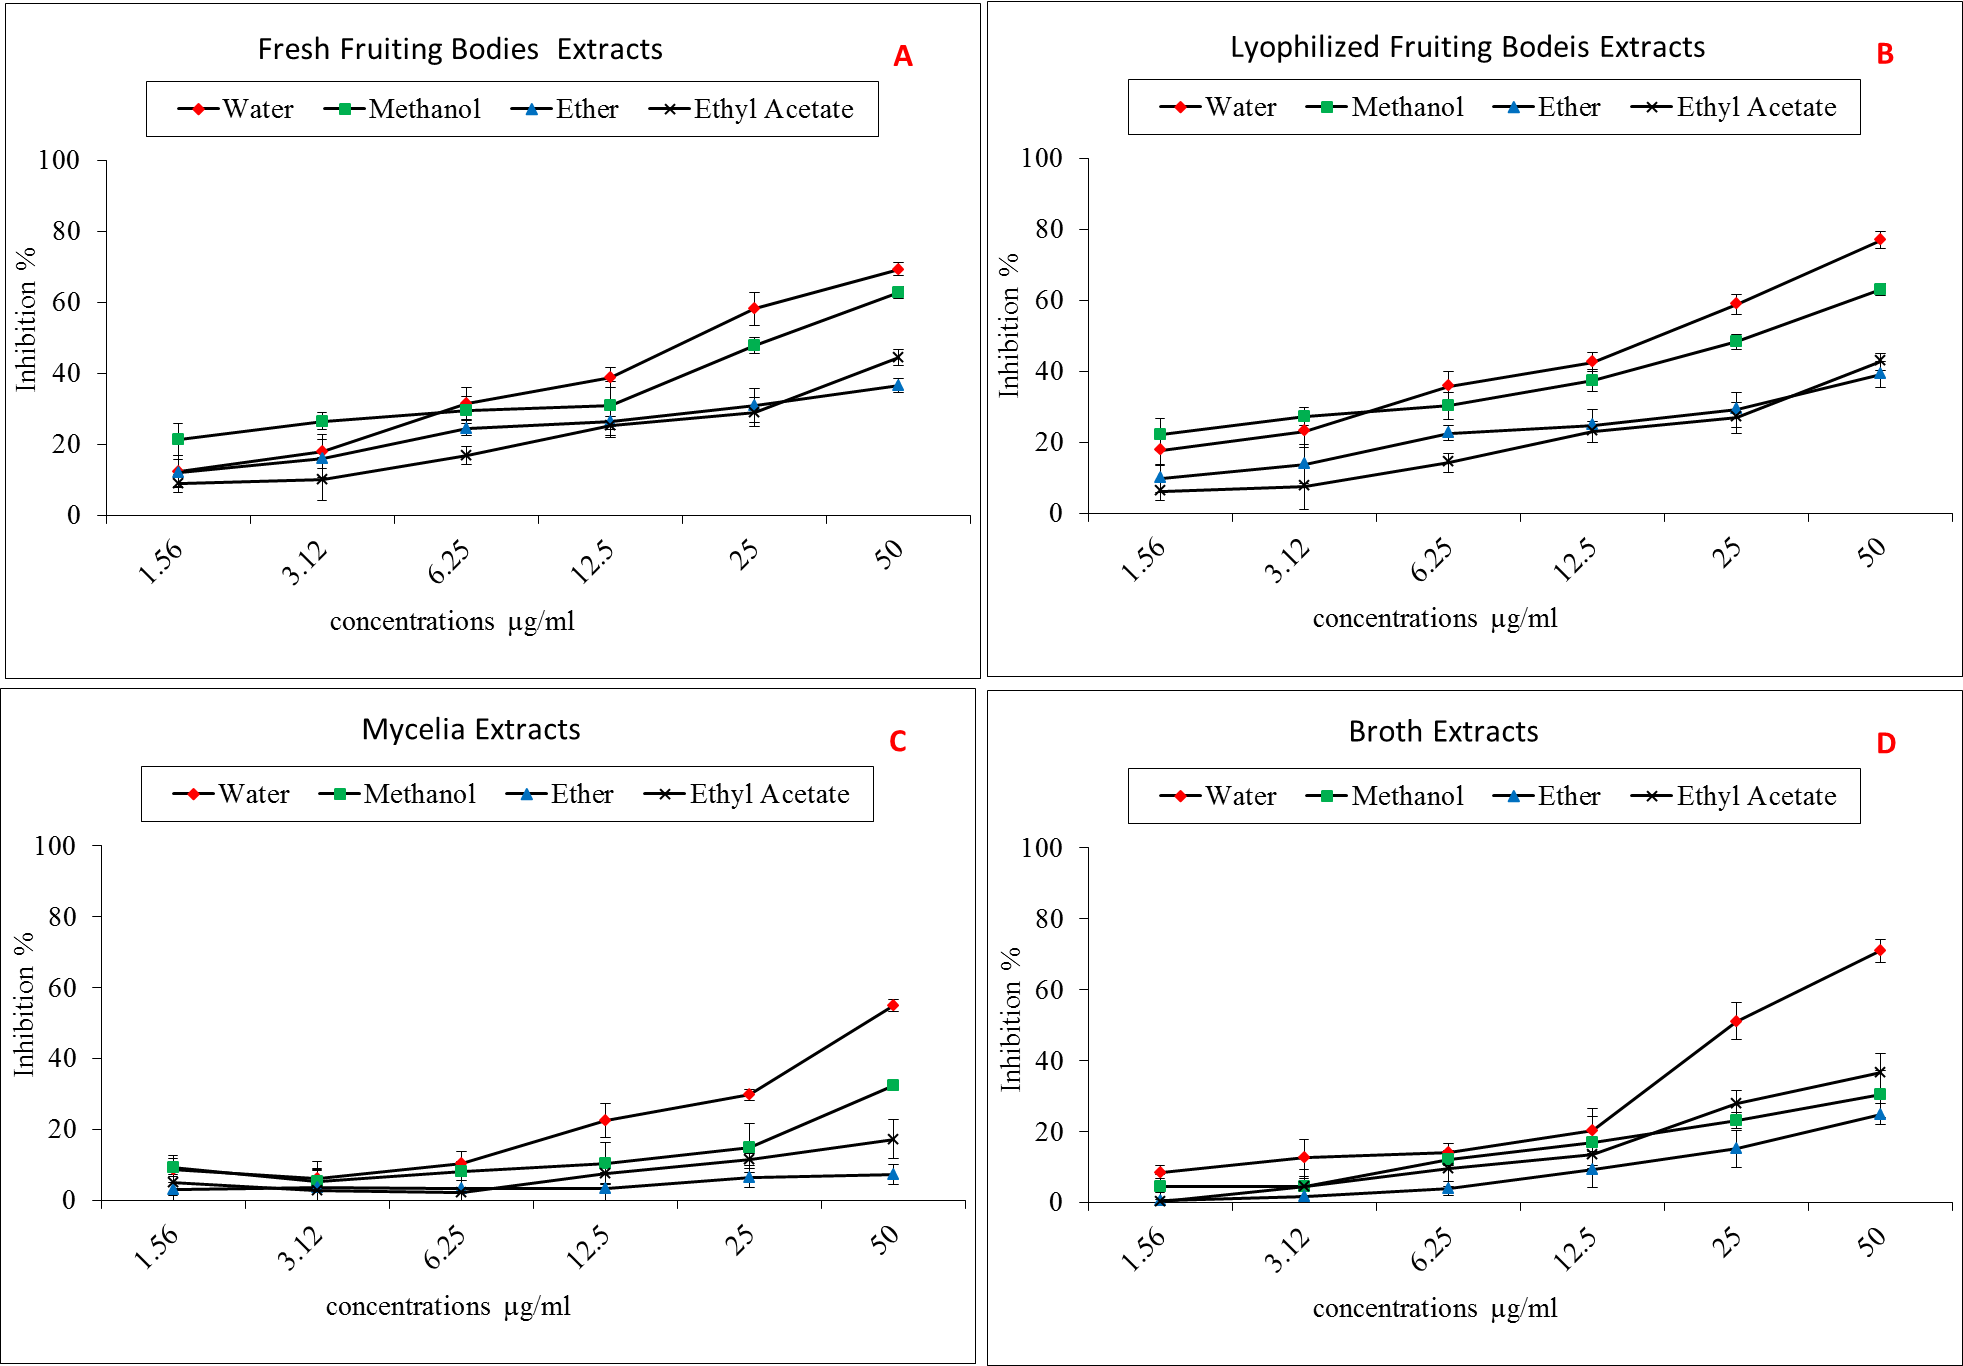 Fresh Fruiting Bodies  Extracts
A
Water Methanol Ether Ethyl Acetate
100
80
60
40
20
0
Inhibition %
1.56 3.12 6.25 12.5 25 50
concentrations µg/ml
Lyophilized Fruiting Bodeis Extracts
B
Water Methanol Ether Ethyl Acetate
100
80
60
40
20
0
Inhibition %
1.56 3.12 6.25 12.5 25 50
concentrations µg/ml
Mycelia Extracts
C
Water Methanol Ether Ethyl Acetate
100
80
60
40
20
0
Inhibition %
1.56 3.12 6.25 12.5 25 50
concentrations µg/ml
Broth Extracts
D
Water Methanol Ether Ethyl Acetate
100
80
60
40
20
0
Inhibition %
1.56 3.12 6.25 12.5 25 50
concentrations µg/ml